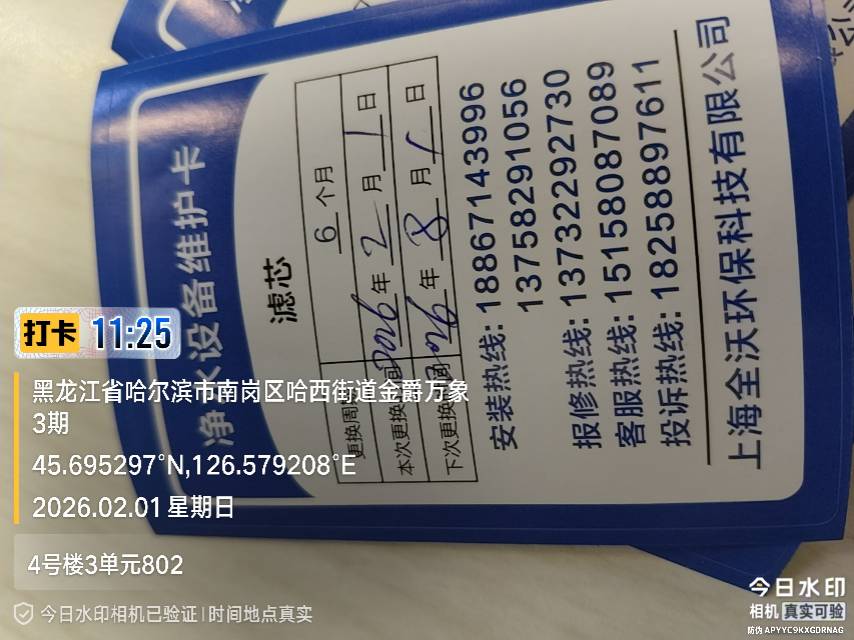 净水设备维护卡
滤芯
更换周期 6 个月
本次更换时间 年 2 月 1 日
下次更换时间 年 8 月 1 日
安装热线: 18867143996
13758291056
报修热线: 13732292730
客服热线: 15158087089
投诉热线: 18258897611
上海全沃环保科技有限公司
打卡 11:25
黑龙江省哈尔滨市南岗区哈西街道金爵万象
3期
45.695297°N,126.579208°E
2026.02.01 星期日
4号楼3单元802
今日水印相机已验证 | 时间地点真实
今日水印
相机 真实可验
防伪 APYYC9KXGDRNAG